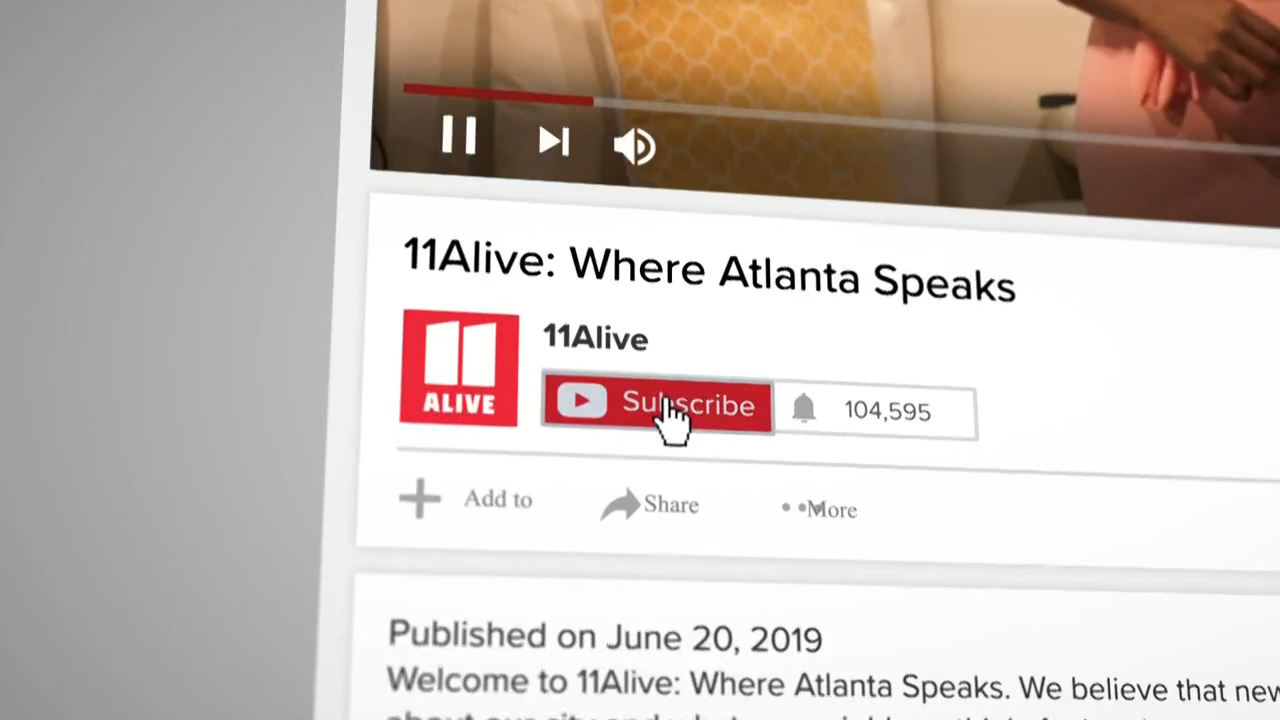 11Alive: Where Atlanta Speaks
11
ALIVE
11Alive
Subscribe
104,595
Add to
Share
More
Published on June 20, 2019
Welcome to 11Alive: Where Atlanta Speaks. We believe that new